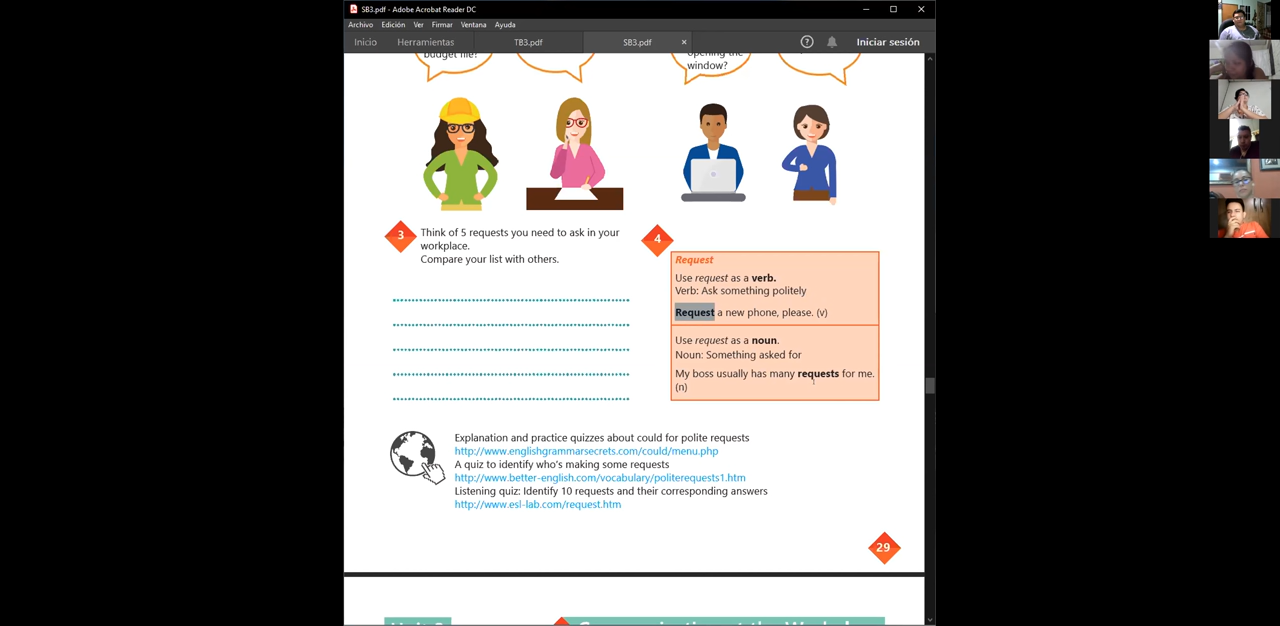 SB3.pdf - Adobe Acrobat Reader DC
Archivo Edición Ver Firmar Ventana Ayuda
Inicio Herramientas TB3.pdf SB3.pdf × ? Iniciar sesión
budget file?
opening the
window?
3
Think of 5 requests you need to ask in your
workplace.
Compare your list with others.
4
Request
Use request as a verb.
Verb: Ask something politely
Request a new phone, please. (v)
Use request as a noun.
Noun: Something asked for
My boss usually has many requests for me.
(n)
Explanation and practice quizzes about could for polite requests
http://www.englishgrammarsecrets.com/could/menu.php
A quiz to identify who's making some requests
http://www.better-english.com/vocabulary/politerequests1.htm
Listening quiz: Identify 10 requests and their corresponding answers
http://www.esl-lab.com/request.htm
29